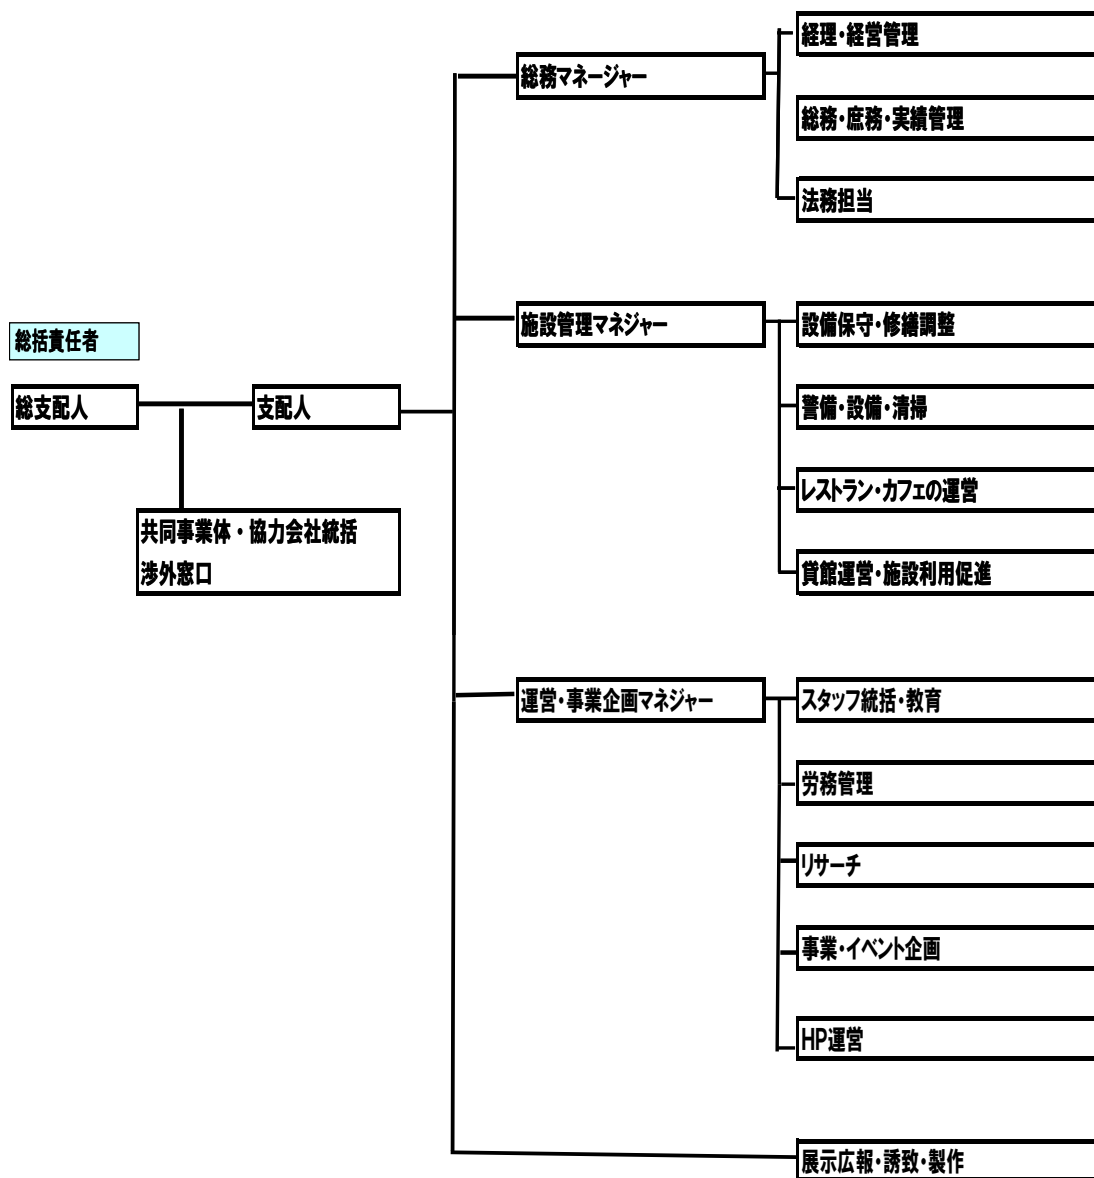 総括責任者
総支配人
支配人
共同事業体・協力会社統括
渉外窓口
総務マネージャー
経理・経営管理
総務・庶務・実績管理
法務担当
施設管理マネジャー
設備保守・修繕調整
警備・設備・清掃
レストラン・カフェの運営
貸館運営・施設利用促進
運営・事業企画マネジャー
スタッフ統括・教育
労務管理
リサーチ
事業・イベント企画
HP運営
展示広報・誘致・製作